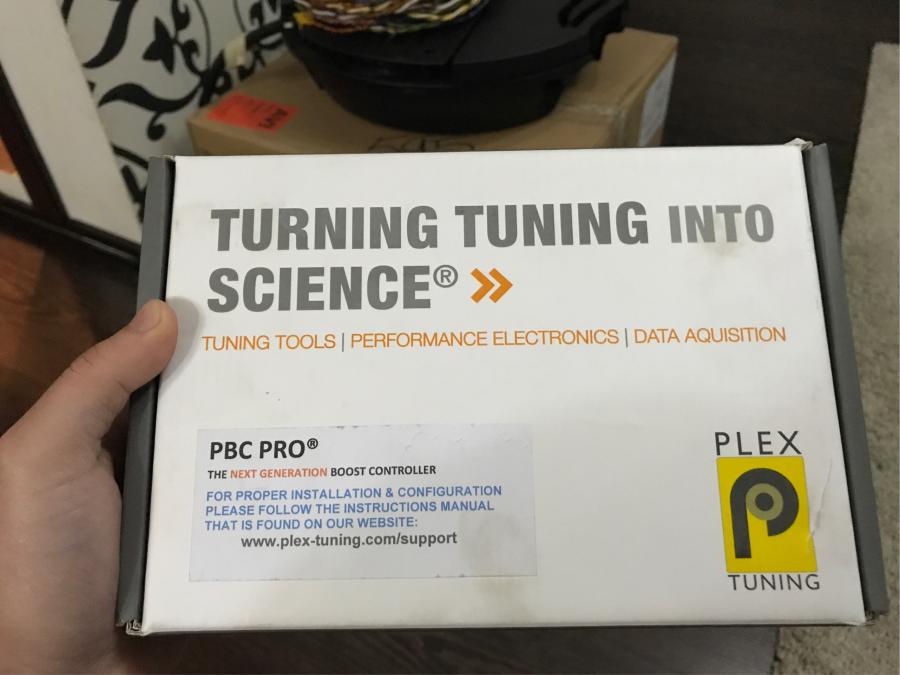 TURNING TUNING INTO
SCIENCE® »
TUNING TOOLS | PERFORMANCE ELECTRONICS | DATA AQUISITION
PBC PRO®
THE NEXT GENERATION BOOST CONTROLLER
FOR PROPER INSTALLATION & CONFIGURATION
PLEASE FOLLOW THE INSTRUCTIONS MANUAL
THAT IS FOUND ON OUR WEBSITE:
www.plex-tuning.com/support
PLEX
P
TUNING